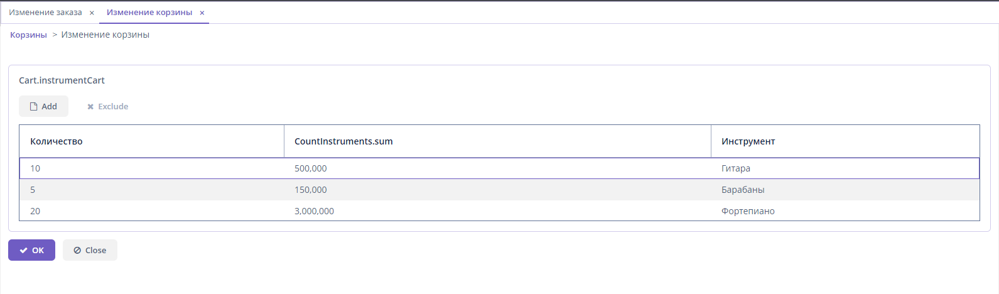 Изменение заказа × Изменение корзины ×
Корзины > Изменение корзины
Cart.instrumentCart
Add Exclude
Количество CountInstruments.sum Инструмент
10 500,000 Гитара
5 150,000 Барабаны
20 3,000,000 Фортепиано
OK Close